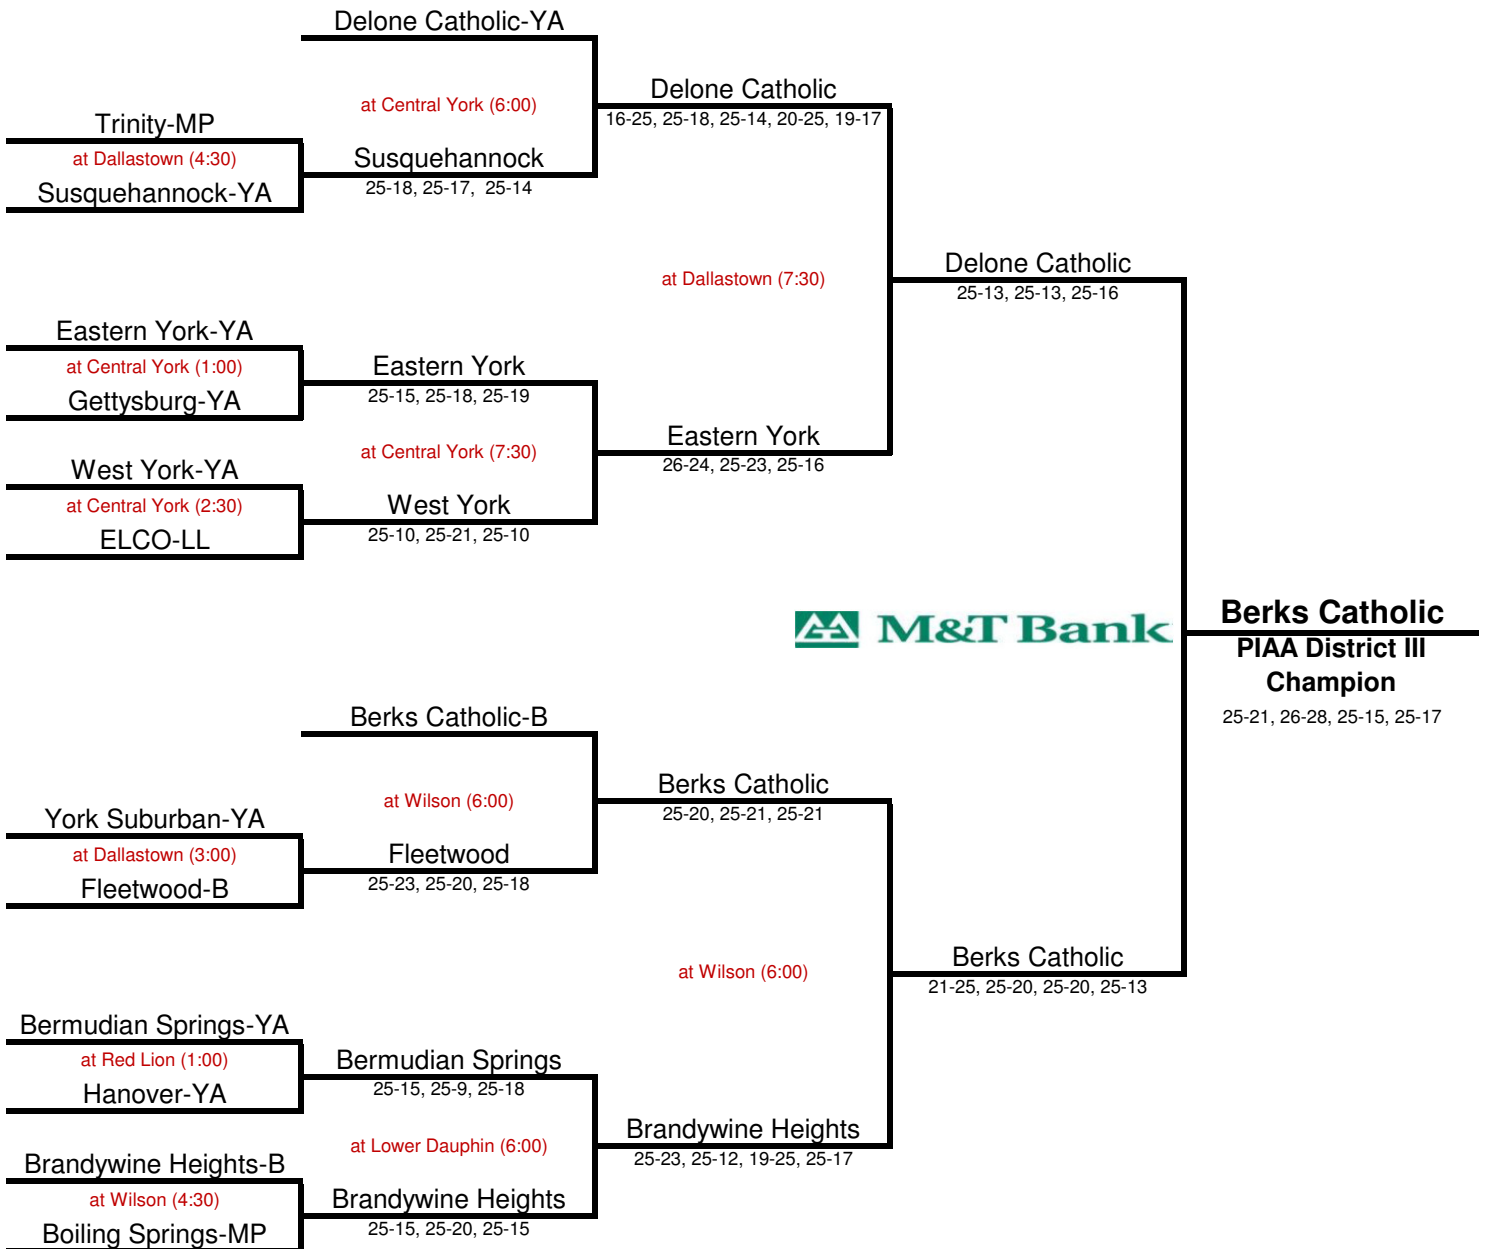 Delone Catholic-YA
at Central York (6:00)
Delone Catholic
16-25, 25-18, 25-14, 20-25, 19-17
Trinity-MP
at Dallastown (4:30)
Susquehannock-YA
Susquehannock
25-18, 25-17,  25-14
at Dallastown (7:30)
Delone Catholic
25-13, 25-13, 25-16
Eastern York-YA
at Central York (1:00)
Gettysburg-YA
Eastern York
25-15, 25-18, 25-19
at Central York (7:30)
Eastern York
26-24, 25-23, 25-16
West York-YA
at Central York (2:30)
ELCO-LL
West York
25-10, 25-21, 25-10
M&T Bank
Berks Catholic
PIAA District III
Champion
25-21, 26-28, 25-15, 25-17
Berks Catholic-B
at Wilson (6:00)
Berks Catholic
25-20, 25-21, 25-21
York Suburban-YA
at Dallastown (3:00)
Fleetwood-B
Fleetwood
25-23, 25-20, 25-18
at Wilson (6:00)
Berks Catholic
21-25, 25-20, 25-20, 25-13
Bermudian Springs-YA
at Red Lion (1:00)
Hanover-YA
Bermudian Springs
25-15, 25-9, 25-18
at Lower Dauphin (6:00)
Brandywine Heights
25-23, 25-12, 19-25, 25-17
Brandywine Heights-B
at Wilson (4:30)
Boiling Springs-MP
Brandywine Heights
25-15, 25-20, 25-15